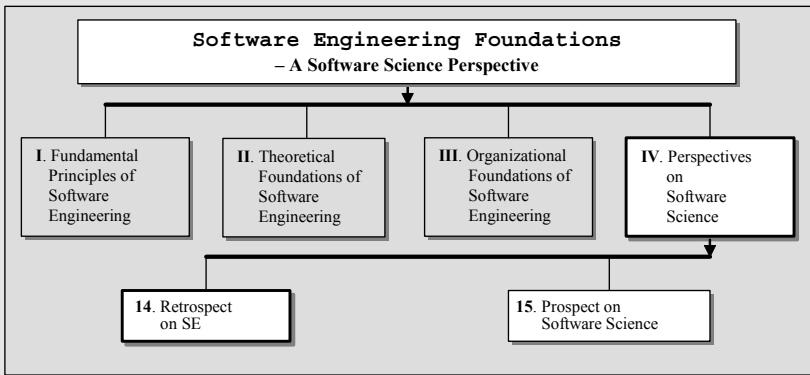 Software Engineering Foundations
– A Software Science Perspective
I. Fundamental
Principles of
Software
Engineering
II. Theoretical
Foundations of
Software
Engineering
III. Organizational
Foundations of
Software
Engineering
IV. Perspectives
on
Software
Science
14. Retrospect
on SE
15. Prospect on
Software Science